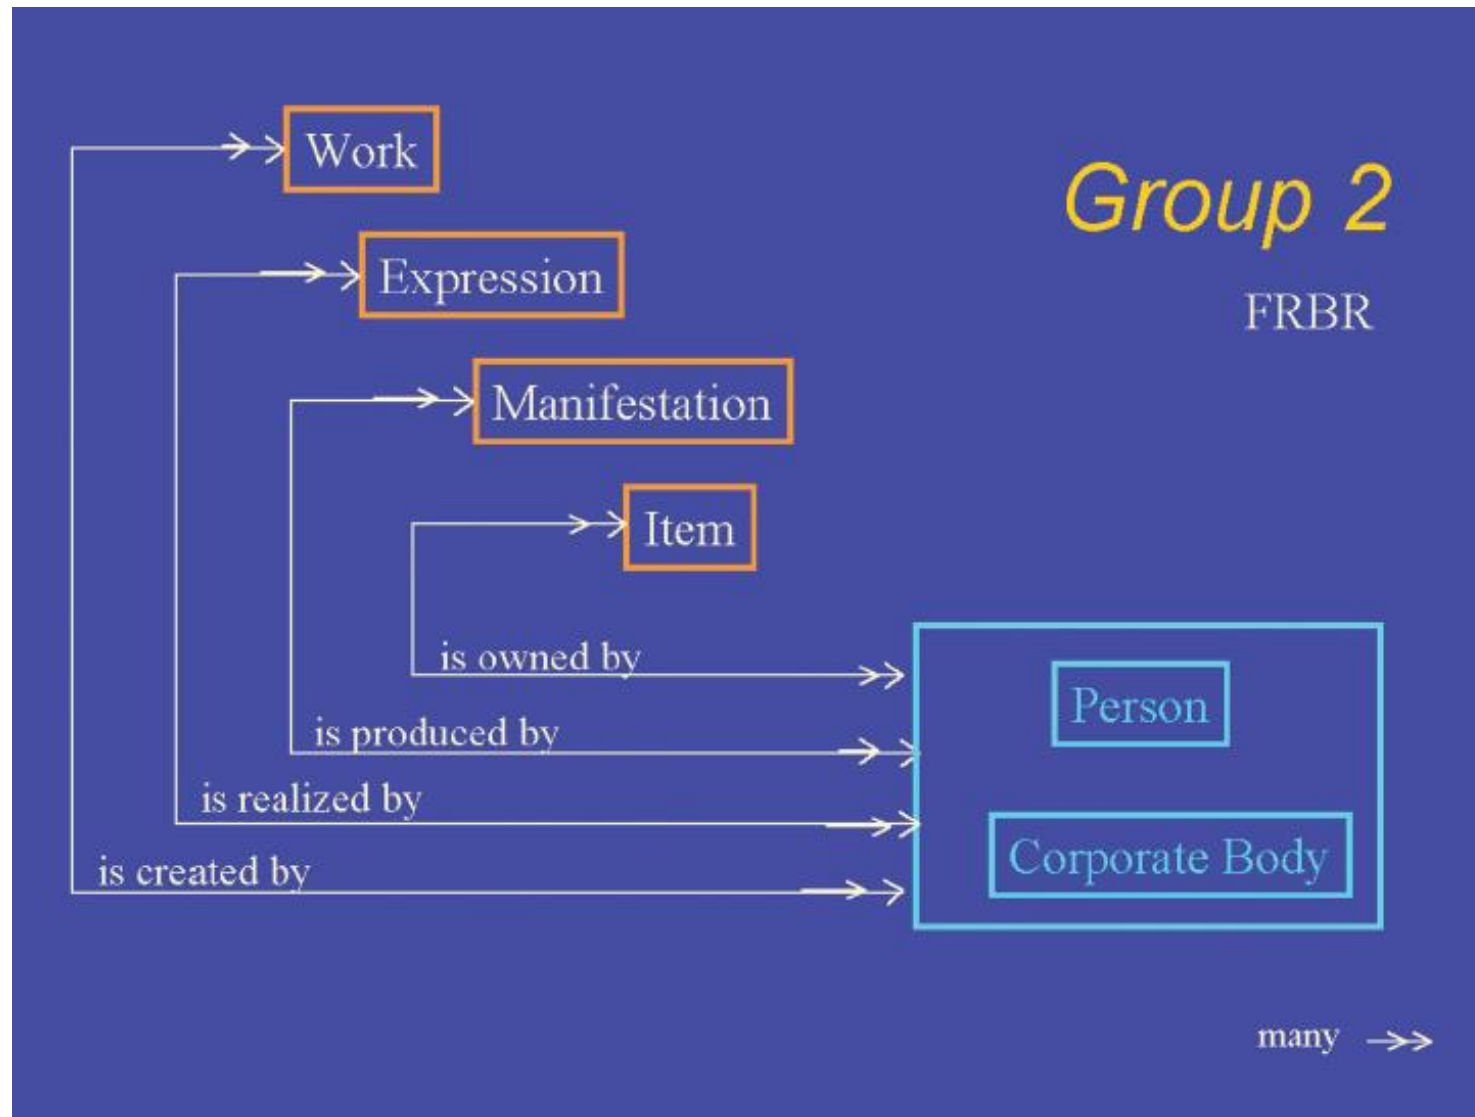 Work
Group 2
Expression
FRBR
Manifestation
Item
is owned by
Person
is produced by
is realized by
Corporate Body
is created by
many